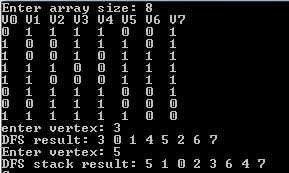 Enter array size: 8
V0 V1 V2 V3 V4 V5 V6 V7
0 1 1 1 1 0 0 1
1 0 0 1 1 1 0 1
1 0 0 1 0 1 1 1
1 1 1 0 0 1 1 1
1 1 0 0 0 1 1 1
0 1 1 1 1 0 1 1
0 0 1 1 1 1 0 0
1 1 1 1 1 1 0 0
enter vertex: 3
DFS result: 3 0 1 4 5 2 6 7
Enter vertex: 5
DFS stack result: 5 1 0 2 3 6 4 7